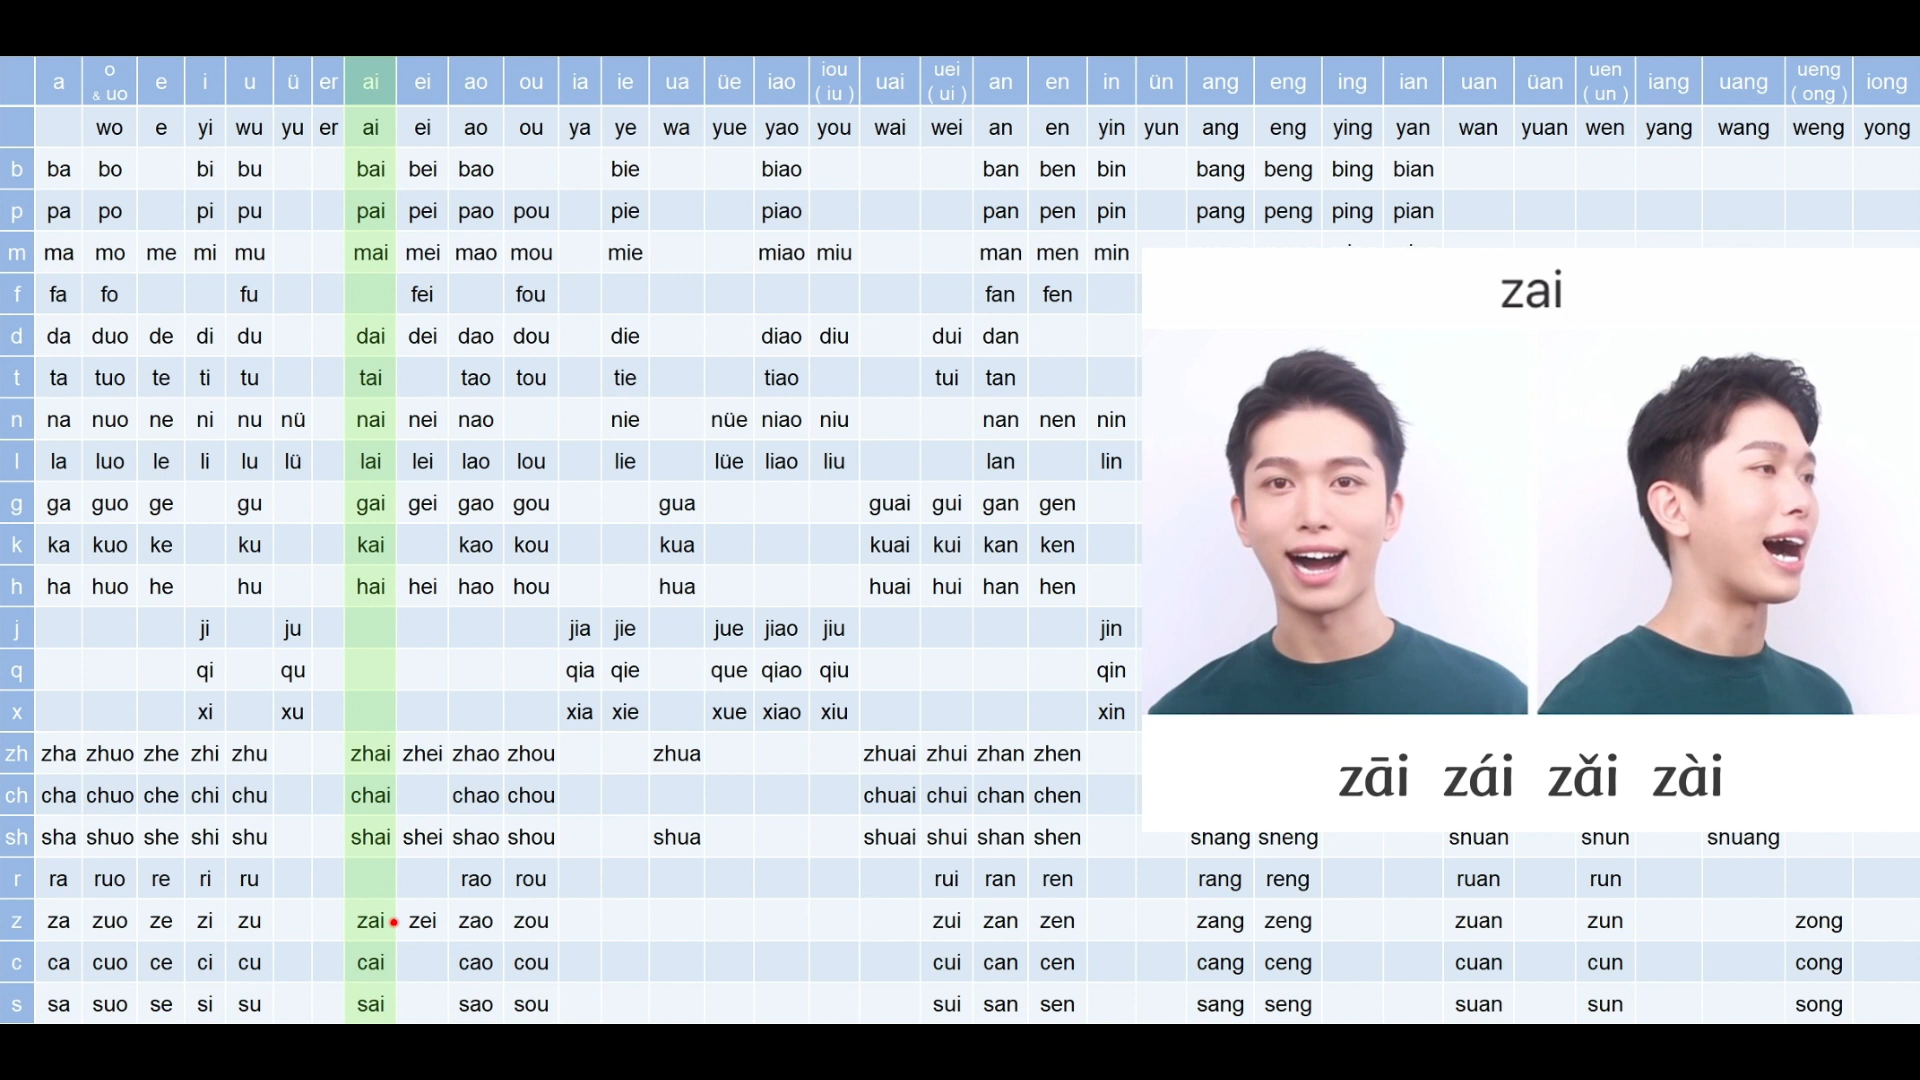 a o & uo e i u ü er ai ei ao ou ia ie ua üe iao iou ( iu ) uai uei ( ui ) an en in ün ang eng ing ian uan üan uen ( un ) iang uang ueng ( ong ) iong
wo e yi wu yu er ai ei ao ou ya ye wa yue yao you wai wei an en yin yun ang eng ying yan wan yuan wen yang wang weng yong
b ba bo bi bu bai bei bao bie biao ban ben bin bang beng bing bian
p pa po pi pu pai pei pao pou pie piao pan pen pin pang peng ping pian
m ma mo me mi mu mai mei mao mou mie miao miu man men min
f fa fo fu fei fou fan fen
d da duo de di du dai dei dao dou die diao diu dui dan
t ta tuo te ti tu tai tao tou tie tiao tui tan
n na nuo ne ni nu nü nai nei nao nie nüe niao niu nan nen nin
l la luo le li lu lü lai lei lao lou lie lüe liao liu lan lin
g ga guo ge gu gai gei gao gou gua guai gui gan gen
k ka kuo ke ku kai kao kou kua kuai kui kan ken
h ha huo he hu hai hei hao hou hua huai hui han hen
j ji ju jia jie jue jiao jiu jin
q qi qu qia qie que qiao qiu qin
x xi xu xia xie xue xiao xiu xin
zh zha zhuo zhe zhi zhu zhai zhei zhao zhou zhua zhuai zhui zhan zhen
ch cha chuo che chi chu chai chao chou chuai chui chan chen
sh sha shuo she shi shu shai shei shao shou shua shuai shui shan shen shang sheng shuan shun shuang
r ra ruo re ri ru rao rou rui ran ren rang reng ruan run
z za zuo ze zi zu zai zei zao zou zui zan zen zang zeng zuan zun zong
c ca cuo ce ci cu cai cao cou cui can cen cang ceng cuan cun cong
s sa suo se si su sai sao sou sui san sen sang seng suan sun song
zai
zāi zái zǎi zài